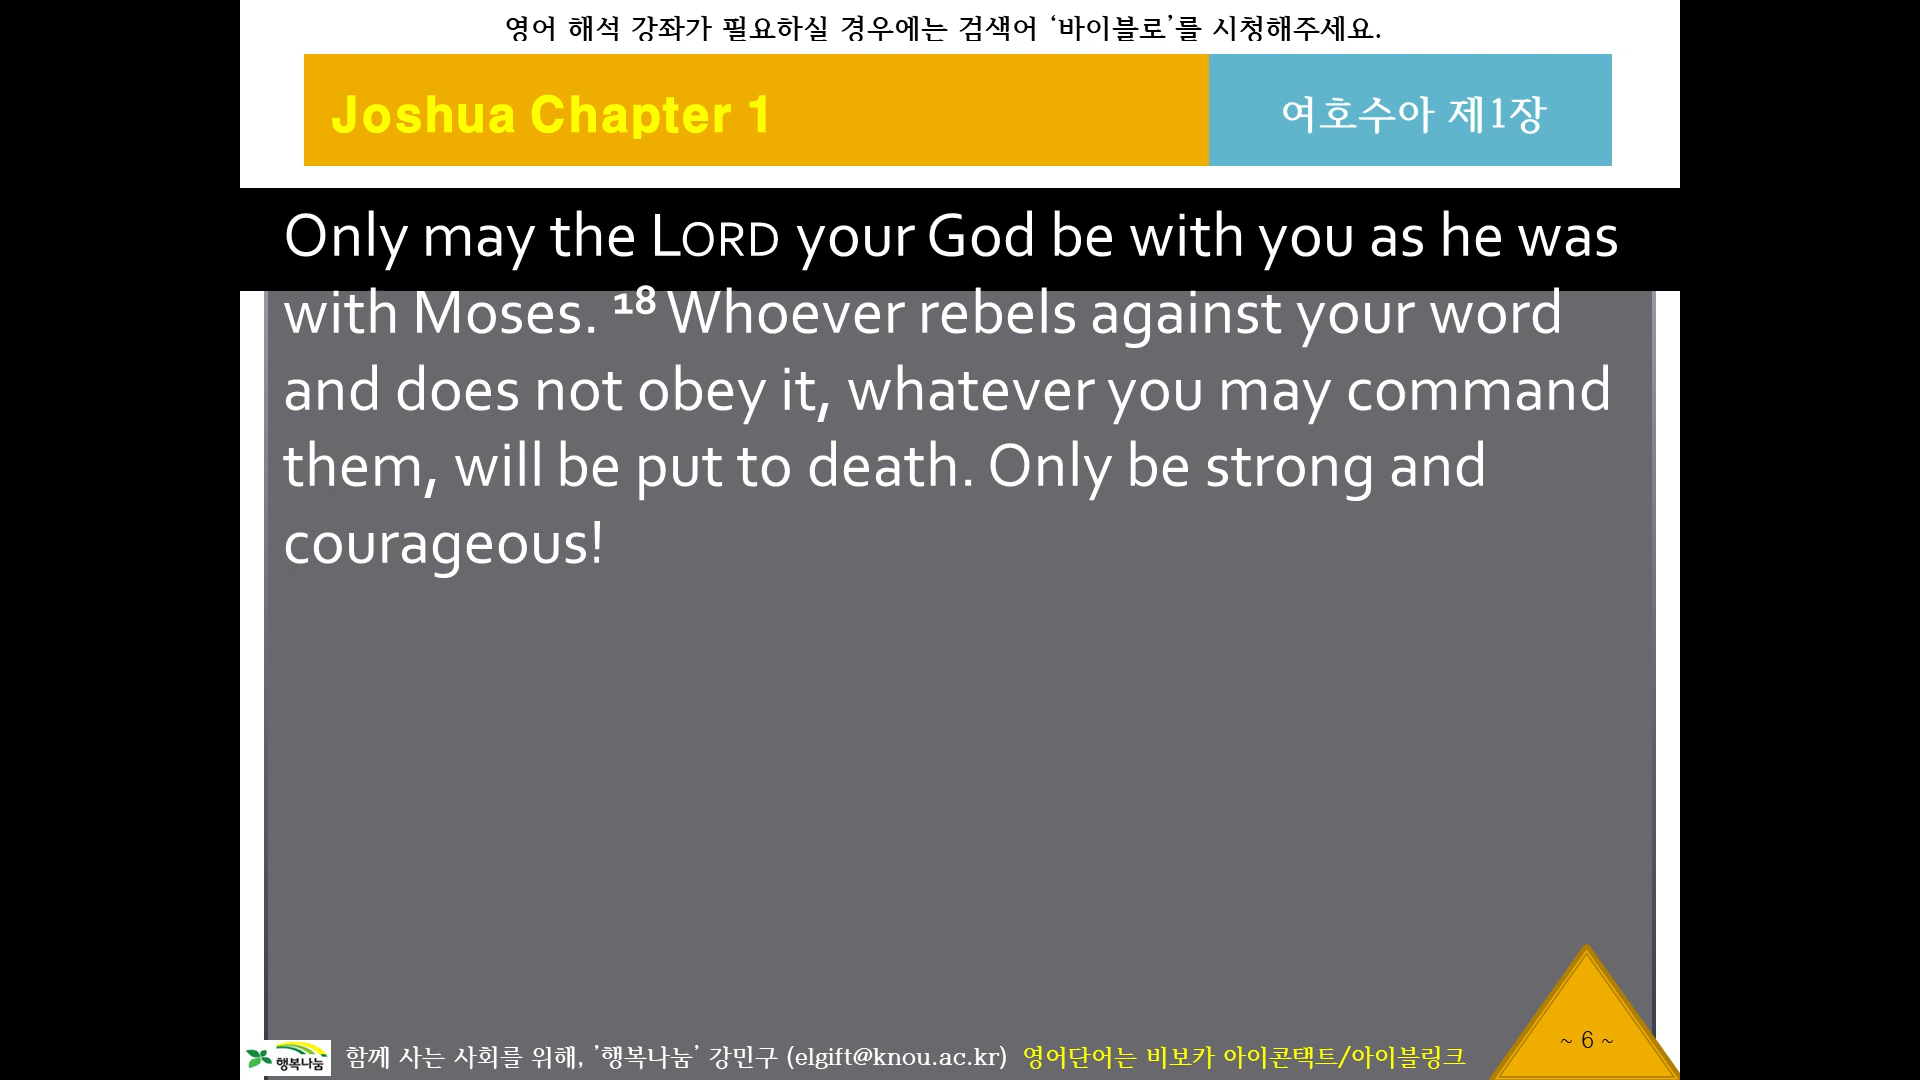 영어 해석 강좌가 필요하실 경우에는 검색어 ‘바이블로’를 시청해주세요.
Joshua Chapter 1
여호수아 제1장
Only may the LORD your God be with you as he was
with Moses. 18 Whoever rebels against your word
and does not obey it, whatever you may command
them, will be put to death. Only be strong and
courageous!
~ 6 ~
행복나눔
함께 사는 사회를 위해, ’행복나눔’ 강민구 (elgift@knou.ac.kr) 영어단어는 비보카 아이콘택트/아이블링크